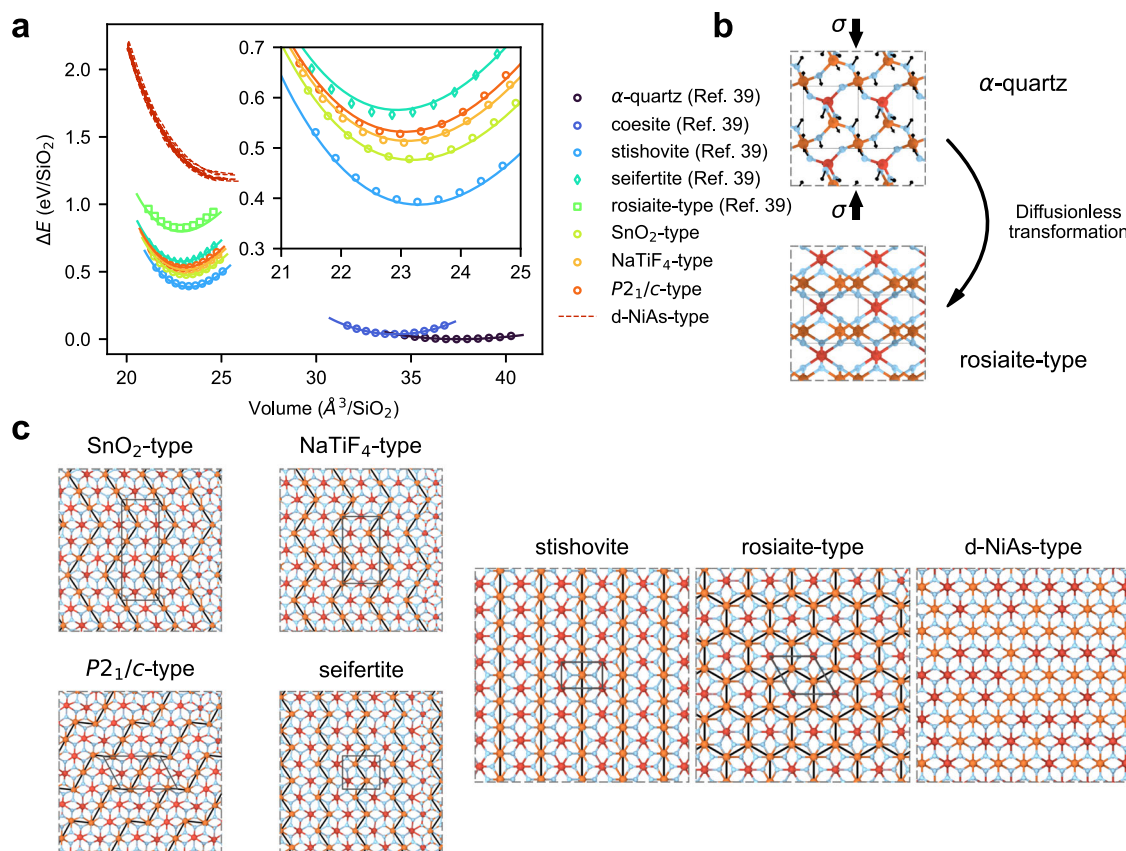 a
ΔE (eV/SiO₂)
2.0
1.5
1.0
0.5
0.0
20
25
30
35
40
Volume (Å³/SiO₂)
0.7
0.6
0.5
0.4
0.3
21
22
23
24
25
α-quartz (Ref. 39)
coesite (Ref. 39)
stishovite (Ref. 39)
seifertite (Ref. 39)
rosiaite-type (Ref. 39)
SnO₂-type
NaTiF₄-type
P2₁/c-type
d-NiAs-type
b
σ
α-quartz
σ
Diffusionless
transformation
rosiaite-type
c
SnO₂-type
NaTiF₄-type
P2₁/c-type
seifertite
stishovite
rosiaite-type
d-NiAs-type